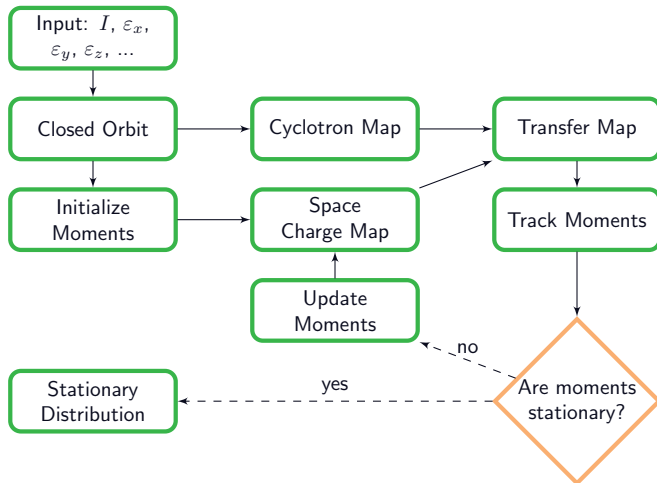 Input: I, εx,
εy, εz, ...
Closed Orbit
Cyclotron Map
Transfer Map
Initialize
Moments
Space
Charge Map
Track Moments
Update
Moments
no
Are moments
stationary?
yes
Stationary
Distribution